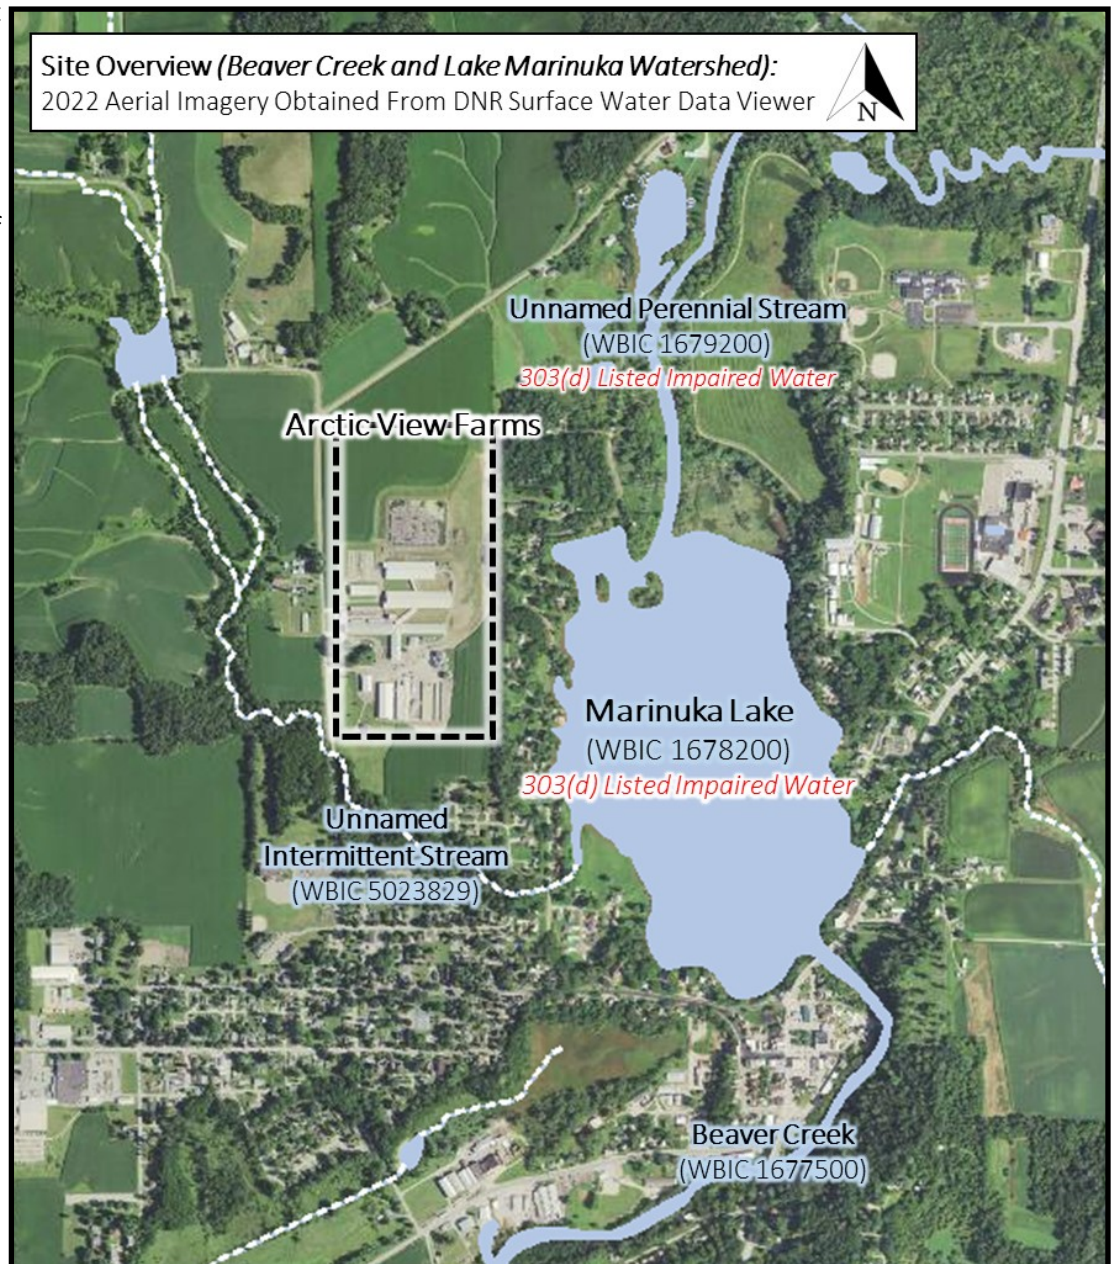 Site Overview (Beaver Creek and Lake Marinuka Watershed):
2022 Aerial Imagery Obtained From DNR Surface Water Data Viewer
N
Unnamed Perennial Stream
(WBIC 1679200)
303(d) Listed Impaired Water
Arctic View Farms
Marinuka Lake
(WBIC 1678200)
303(d) Listed Impaired Water
Unnamed
Intermittent Stream
(WBIC 5023829)
Beaver Creek
(WBIC 1677500)